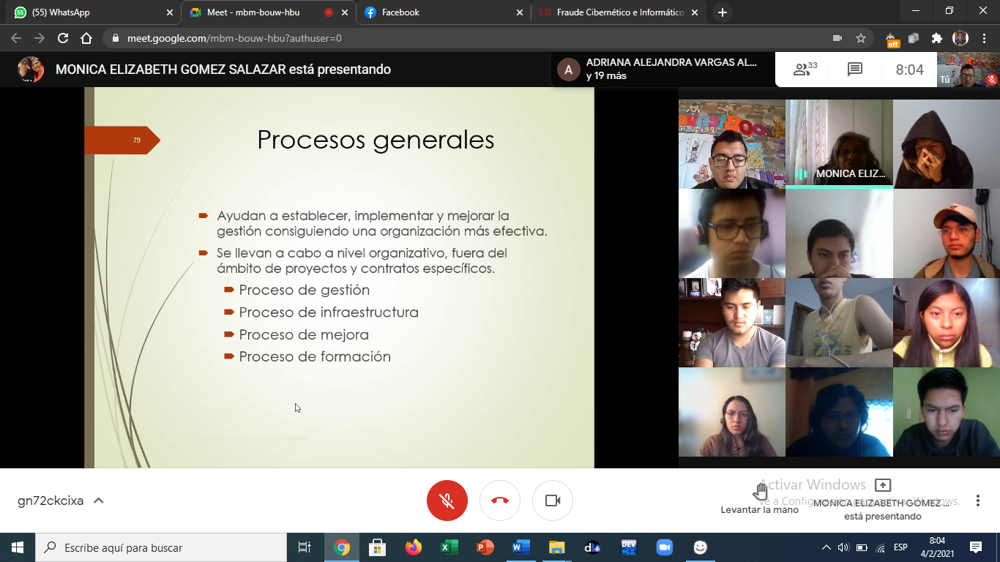 (55) WhatsApp
Meet - mbm-bouw-hbu
Facebook
LII Fraude Cibernético e Informático
meet.google.com/mbm-bouw-hbu?authuser=0
off
MONICA ELIZABETH GOMEZ SALAZAR está presentando
A
ADRIANA ALEJANDRA VARGAS AL...
y 19 más
33
8:04
Tú
79
Procesos generales
Ayudan a establecer, implementar y mejorar la
gestión consiguiendo una organización más efectiva.
Se llevan a cabo a nivel organizativo, fuera del
ámbito de proyectos y contratos específicos.
Proceso de gestión
Proceso de infraestructura
Proceso de mejora
Proceso de formación
MONICA ELIZ...
gn72ckcixa
Activar Windows
Ve a Configuración para activar Windows.
Levantar la mano
MONICA ELIZABETH GOMEZ ...
está presentando
Escribe aquí para buscar
DEV
ESP
8:04
4/2/2021